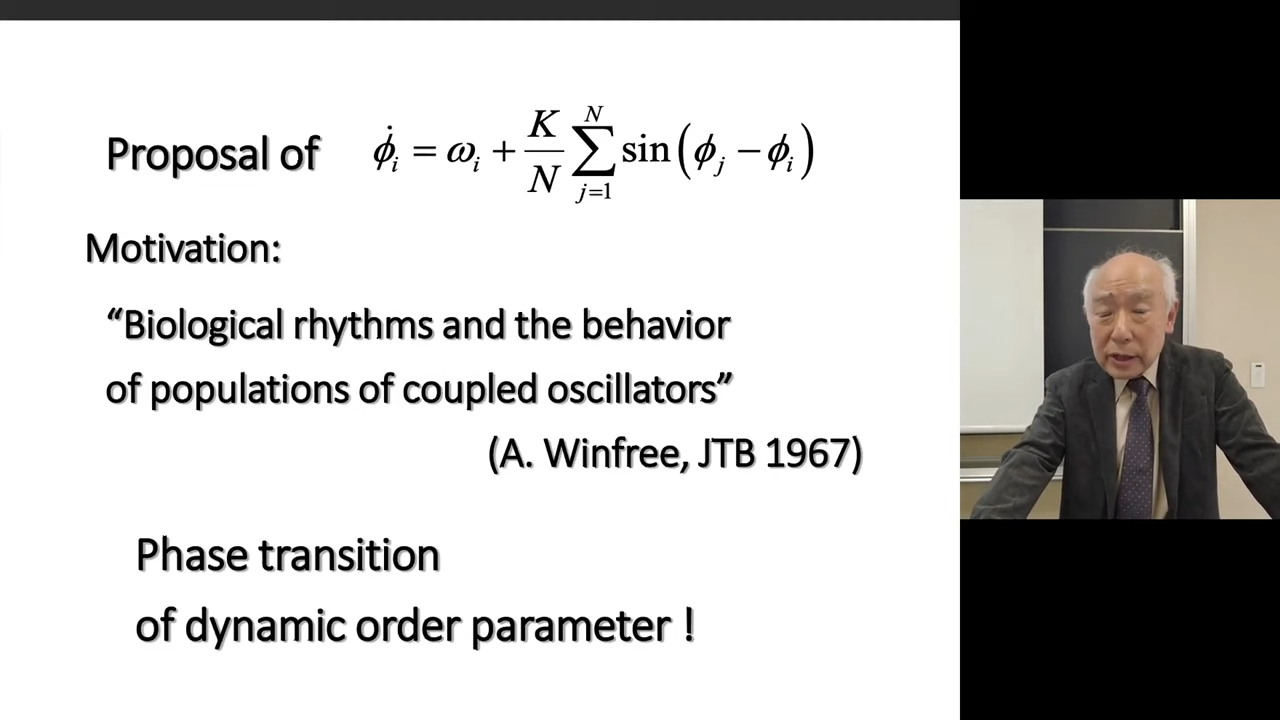 Proposal of φ̇ᵢ = ωᵢ + K/N ∑ⱼ₌₁ᴺ sin(φⱼ − φᵢ)
Motivation:
“Biological rhythms and the behavior
of populations of coupled oscillators”
(A. Winfree, JTB 1967)
Phase transition
of dynamic order parameter !